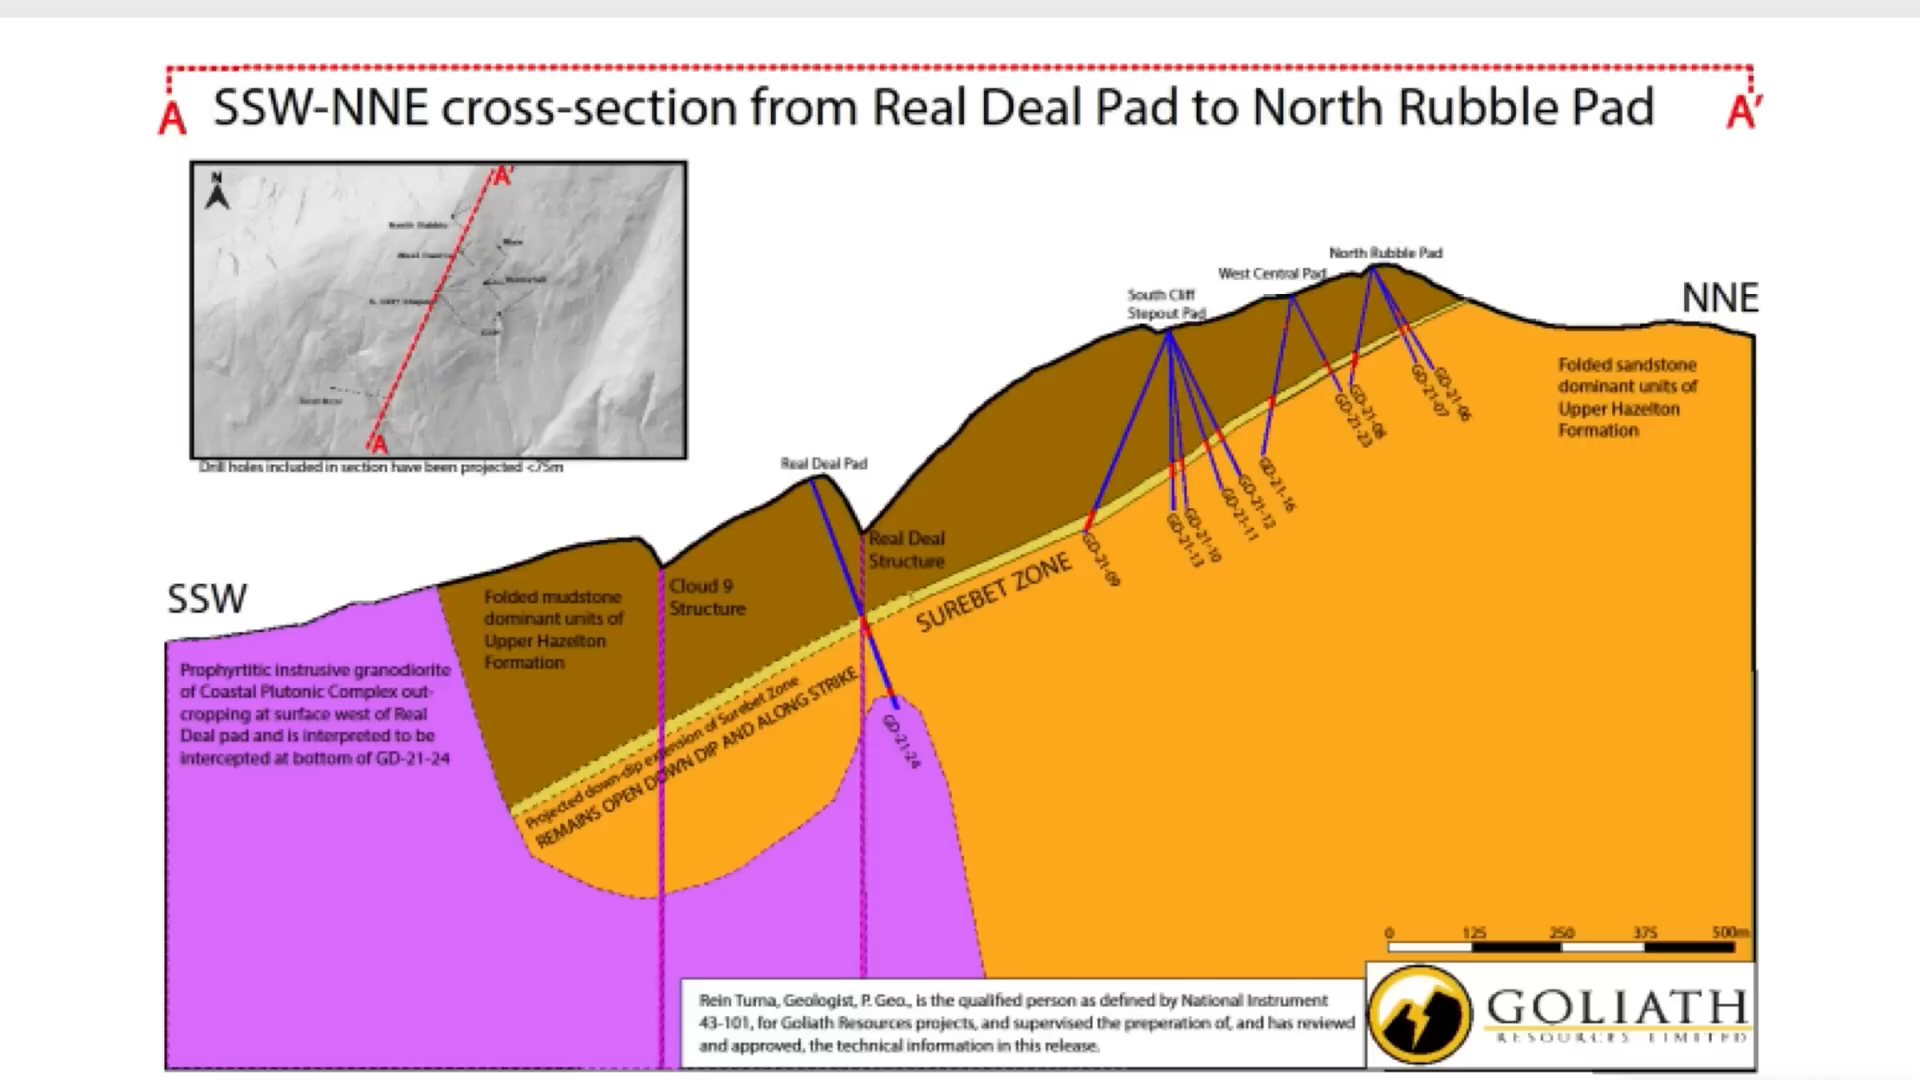 A SSW-NNE cross-section from Real Deal Pad to North Rubble Pad A'
N
A'
A
Drill holes included in section have been projected <75m
North Rubble Pad
West Central Pad
South Cliff
Stepout Pad
NNE
Folded sandstone
dominant units of
Upper Hazelton
Formation
GD-21-06
GD-21-07
GD-21-08
GD-21-23
GD-21-16
GD-21-12
GD-21-11
GD-21-10
GD-21-13
GD-21-09
Real Deal Pad
Real Deal
Structure
SUREBET ZONE
Cloud 9
Structure
SSW
Folded mudstone
dominant units of
Upper Hazelton
Formation
Prophyrtitic instrusive granodiorite
of Coastal Plutonic Complex out-
cropping at surface west of Real
Deal pad and is interpreted to be
intercepted at bottom of GD-21-24
Projected down-dip extension of Surebet Zone
REMAINS OPEN DOWN DIP AND ALONG STRIKE
GD-21-24
0 125 250 375 500m
Rein Turna, Geologist, P. Geo., is the qualified person as defined by National Instrument
43-101, for Goliath Resources projects, and supervised the preperation of, and has reviewd
and approved, the technical information in this release.
GOLIATH
RESOURCES LIMITED